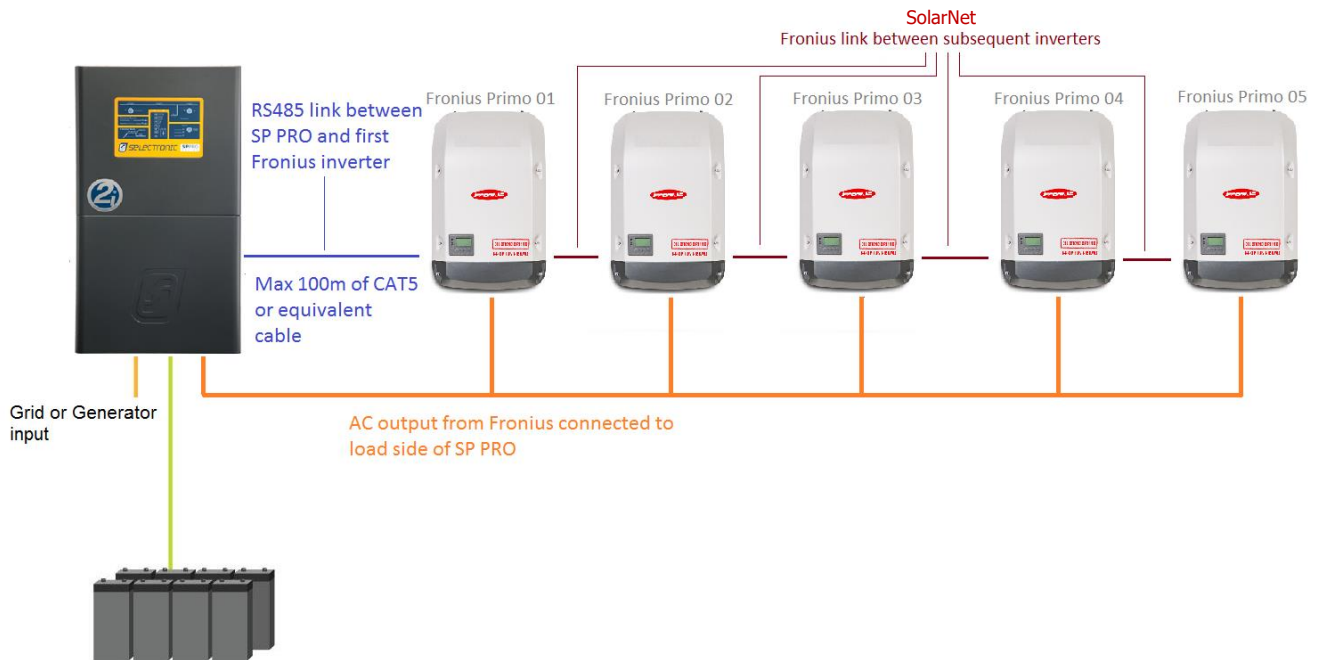 SolarNet
Fronius link between subsequent inverters
RS485 link between
SP PRO and first
Fronius inverter
Fronius Primo 01
Fronius Primo 02
Fronius Primo 03
Fronius Primo 04
Fronius Primo 05
SELECTRONIC
2i
Max 100m of CAT5
or equivalent
cable
Grid or Generator
input
AC output from Fronius connected to
load side of SP PRO